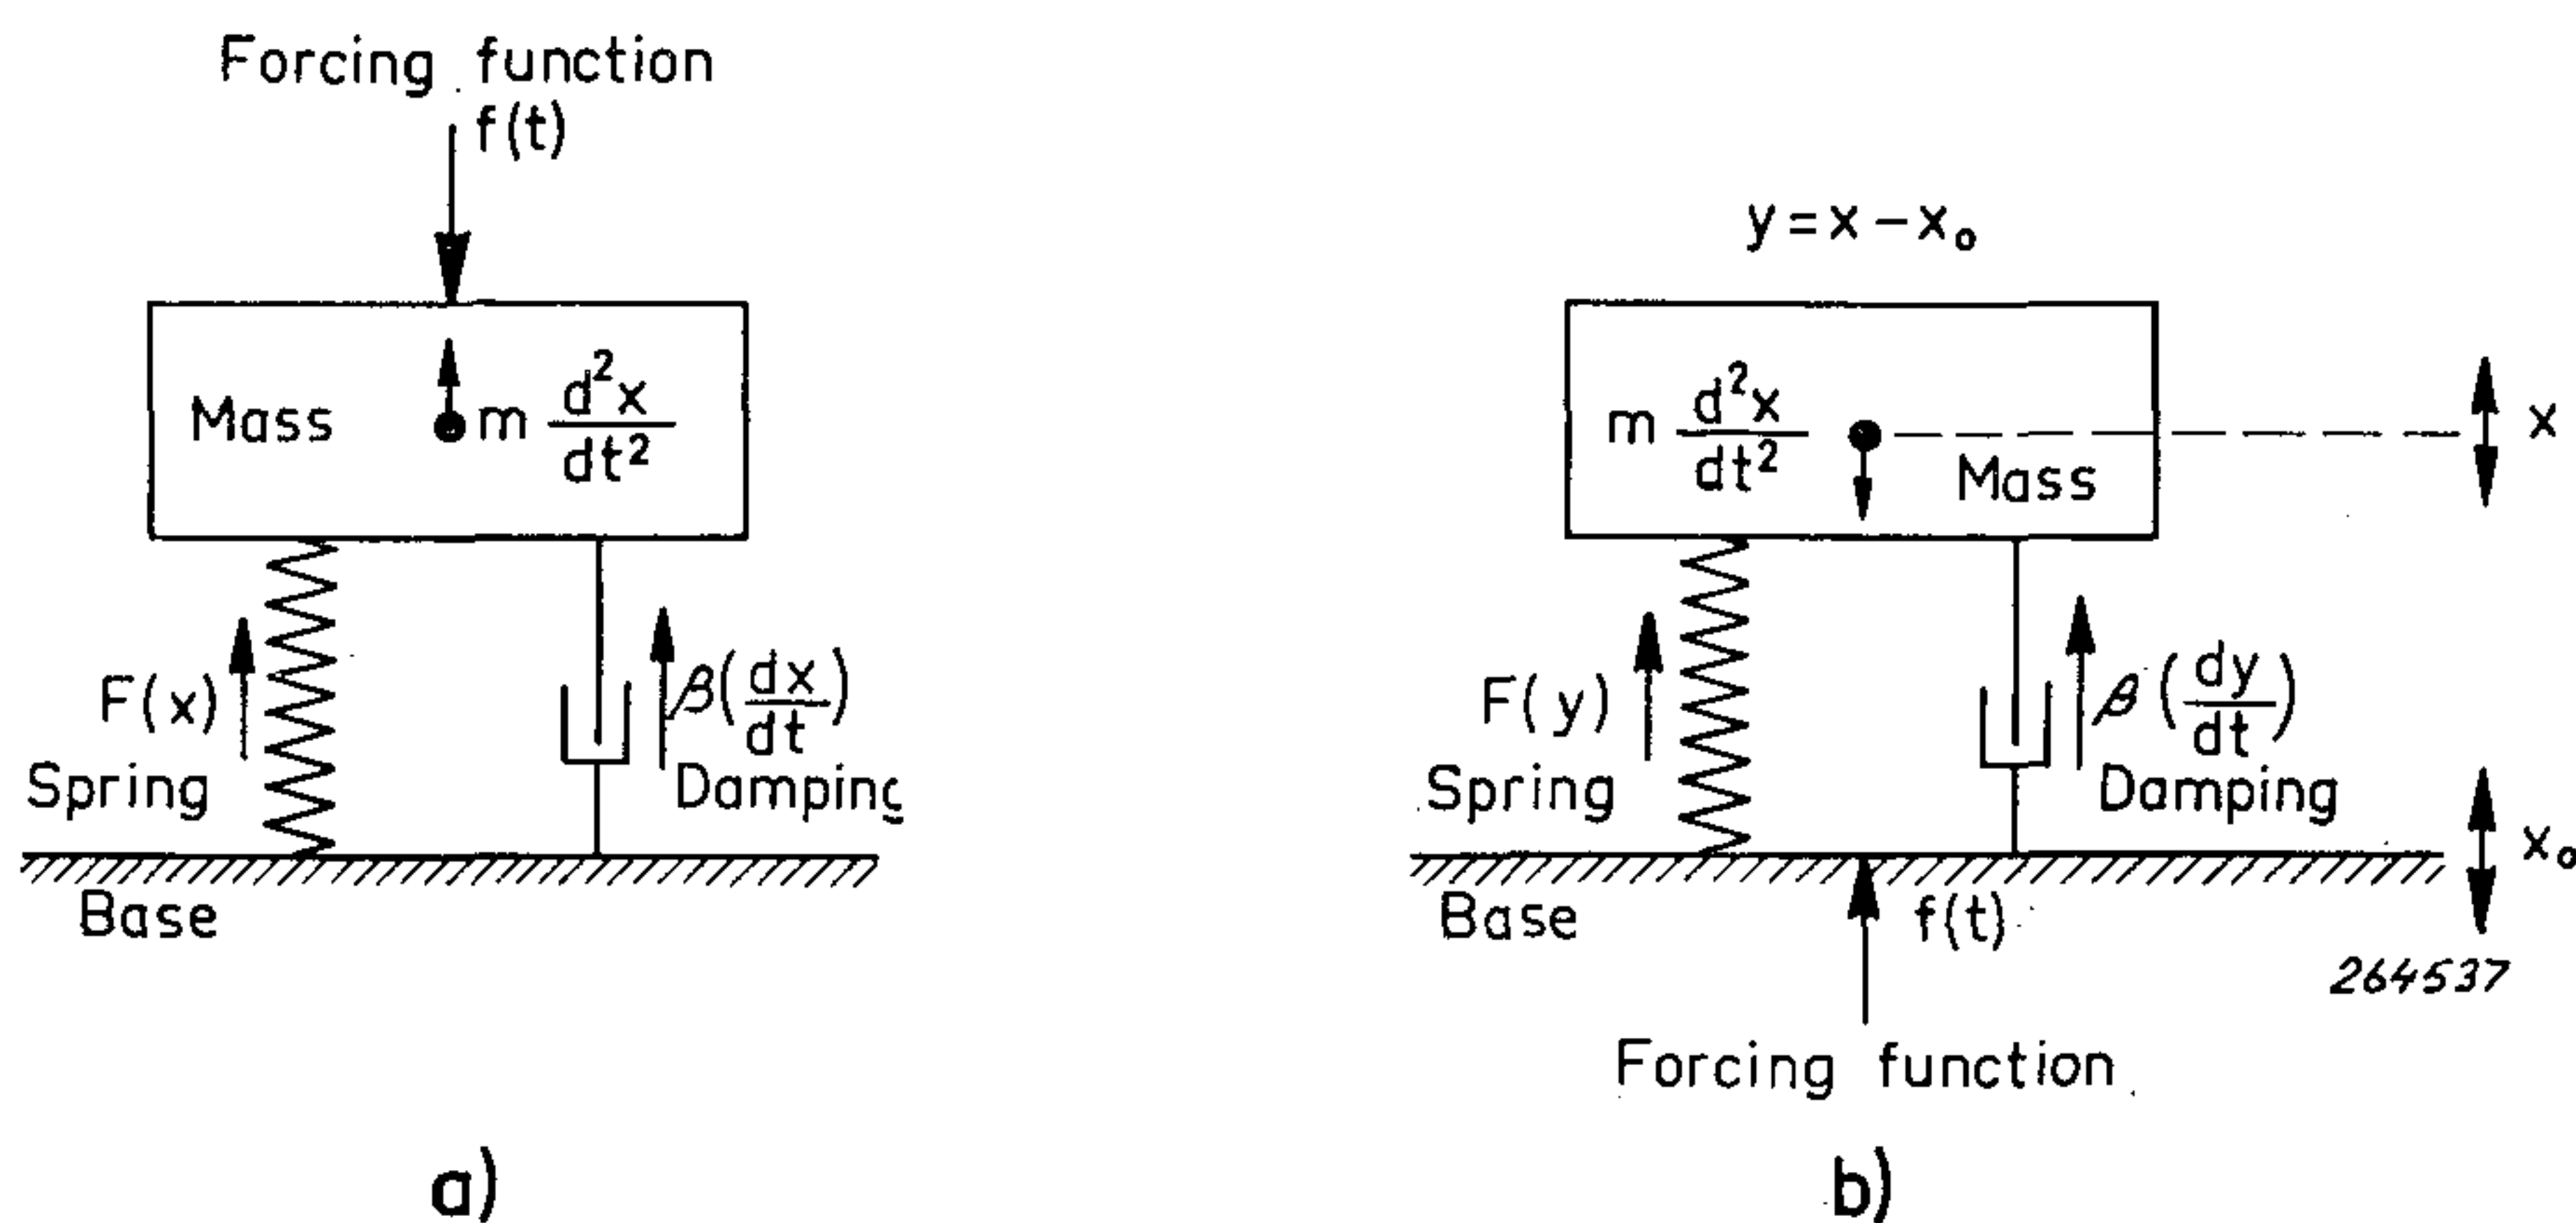 Forcing function
f(t)
Mass
m d²x/dt²
F(x)
Spring
β(dx/dt)
Damping
Base
a)
y = x − x₀
m d²x/dt²
Mass
x
F(y)
Spring
β(dy/dt)
Damping
x₀
Base
f(t)
264537
Forcing function
b)